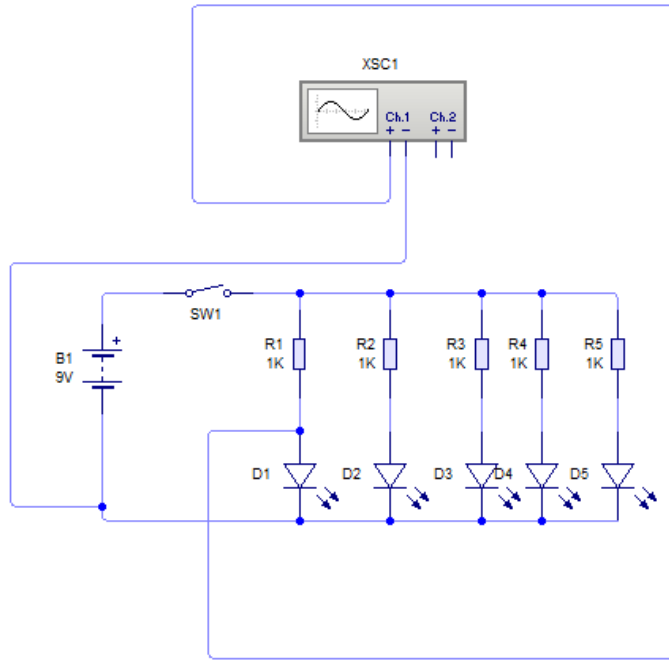 XSC1
Ch.1 Ch.2
+ − + −
SW1
+
B1
9V
R1
1K
R2
1K
R3
1K
R4
1K
R5
1K
D1
D2
D3
D4
D5